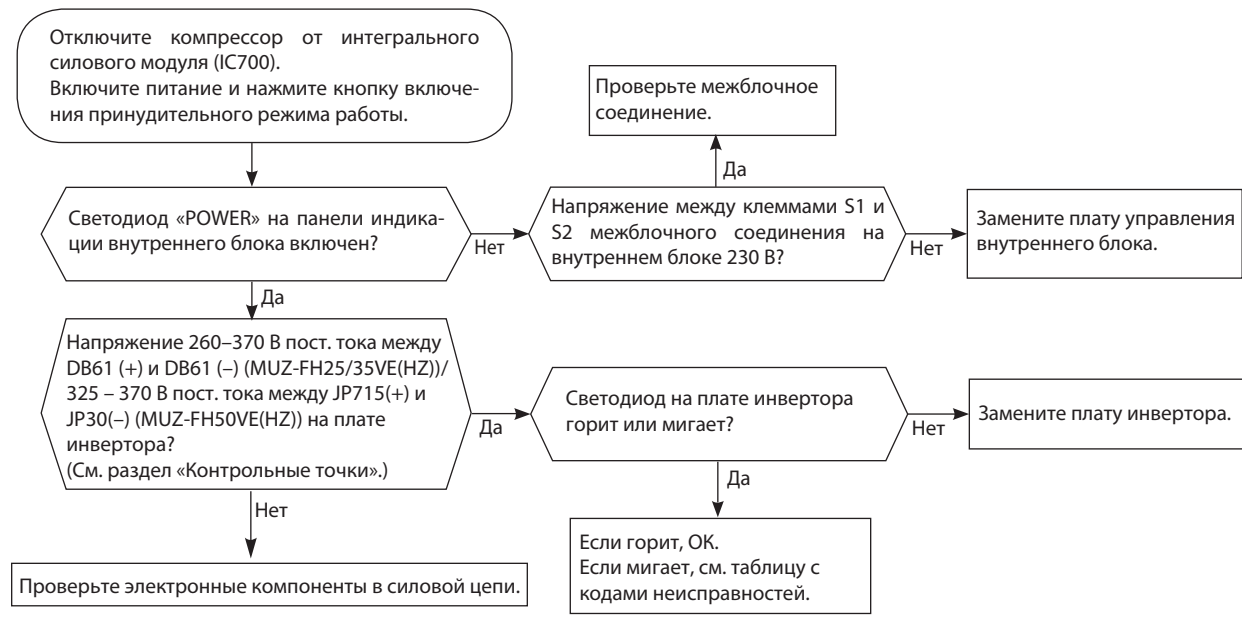 Отключите компрессор от интегрального
силового модуля (IC700).
Включите питание и нажмите кнопку включе-
ния принудительного режима работы.
Проверьте межблочное
соединение.
Да
Светодиод «POWER» на панели индика-
ции внутреннего блока включен?
Нет
Напряжение между клеммами S1 и
S2 межблочного соединения на
внутреннем блоке 230 В?
Нет
Замените плату управления
внутреннего блока.
Да
Напряжение 260–370 В пост. тока между
DB61 (+) и DB61 (–) (MUZ-FH25/35VE(HZ))/
325 – 370 В пост. тока между JP715(+) и
JP30(–) (MUZ-FH50VE(HZ)) на плате
инвертора?
(См. раздел «Контрольные точки».)
Да
Светодиод на плате инвертора
горит или мигает?
Нет
Замените плату инвертора.
Нет
Да
Проверьте электронные компоненты в силовой цепи.
Если горит, OK.
Если мигает, см. таблицу с
кодами неисправностей.